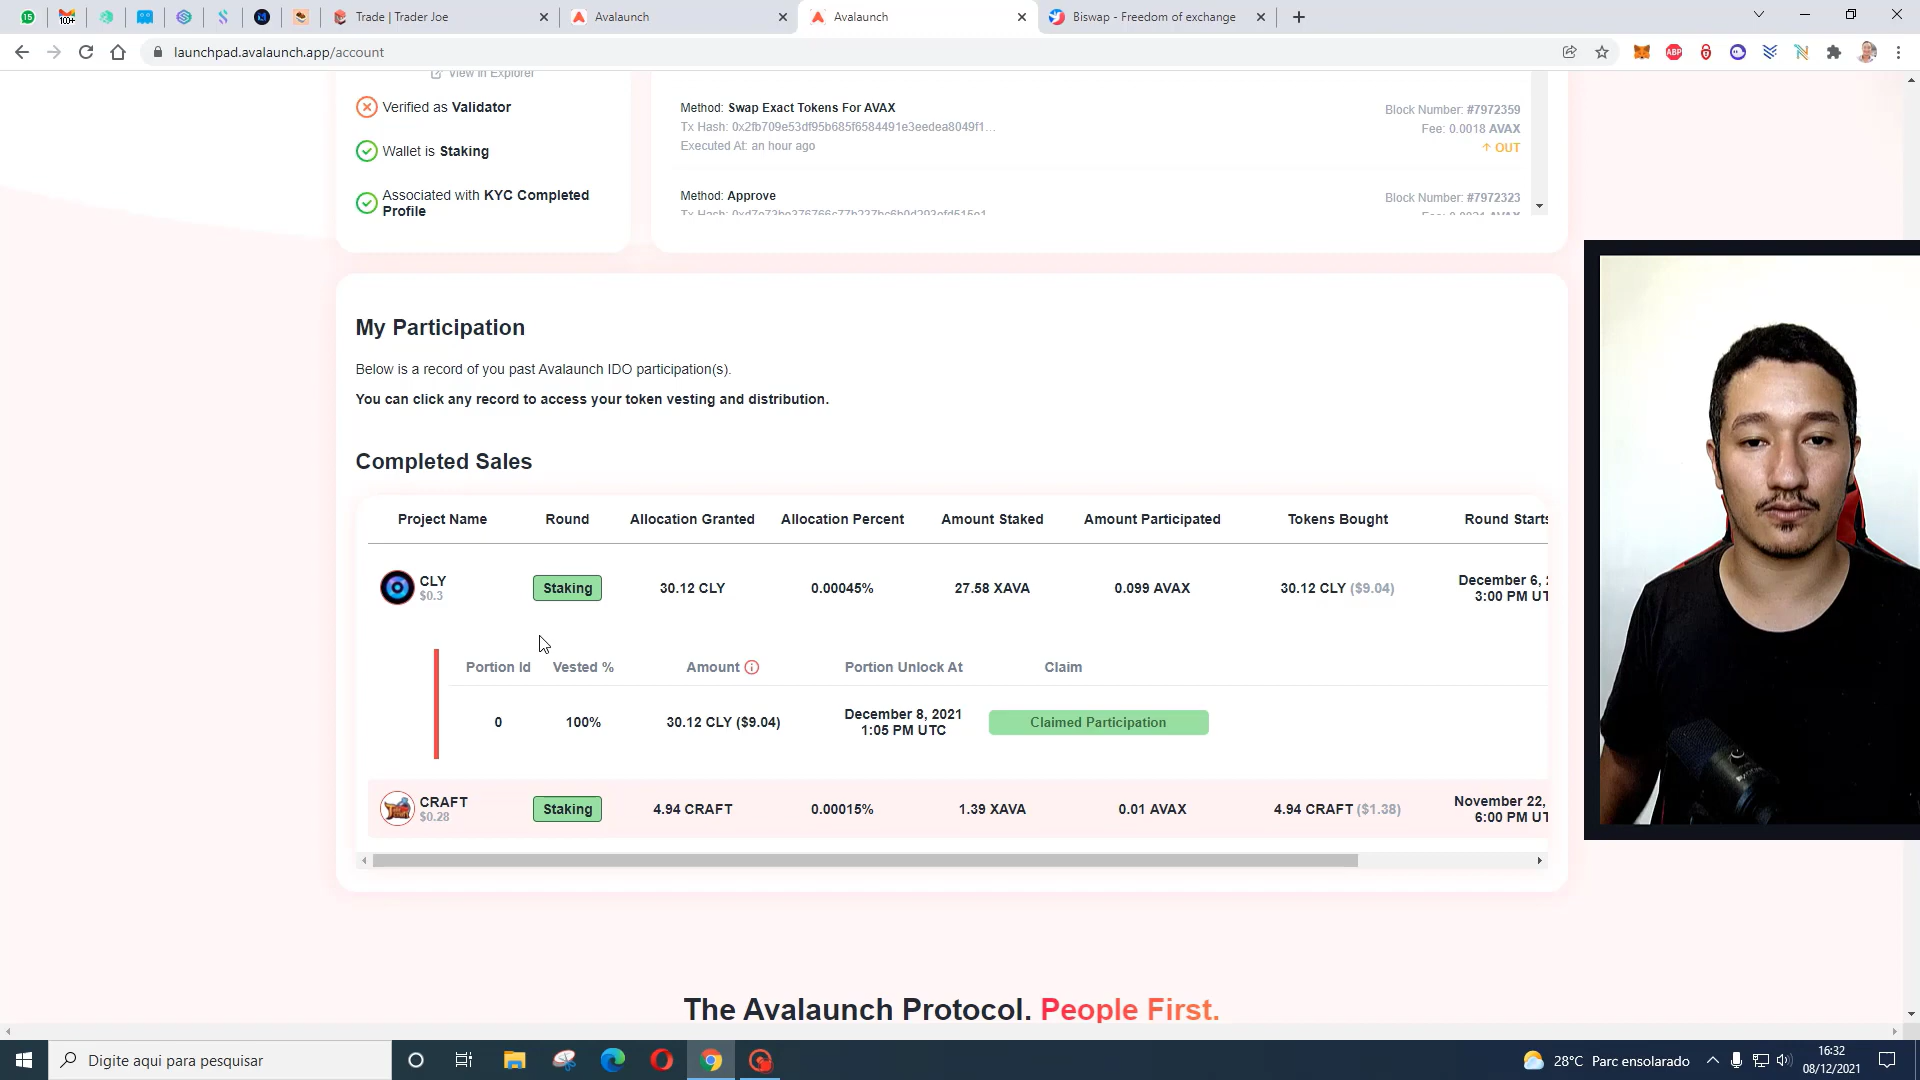 15
100+
Trade | Trader Joe
Avalaunch
Avalaunch
Biswap - Freedom of exchange
launchpad.avalaunch.app/account
ABP
View in Explorer
Verified as Validator
Wallet is Staking
Associated with KYC Completed
Profile
Method: Swap Exact Tokens For AVAX
Tx Hash: 0x2fb709e53df95b685f6584491e3eedea8049f1...
Executed At: an hour ago
Block Number: #7972359
Fee: 0.0018 AVAX
↑ OUT
Method: Approve
Block Number: #7972323
My Participation
Below is a record of you past Avalaunch IDO participation(s).
You can click any record to access your token vesting and distribution.
Completed Sales
Project Name Round Allocation Granted Allocation Percent Amount Staked Amount Participated Tokens Bought Round Starts
CLY
$0.3
Staking 30.12 CLY 0.00045% 27.58 XAVA 0.099 AVAX 30.12 CLY ($9.04)
December 6,
3:00 PM UT
Portion Id Vested % Amount Portion Unlock At Claim
0 100% 30.12 CLY ($9.04)
December 8, 2021
1:05 PM UTC
Claimed Participation
CRAFT
$0.28
Staking 4.94 CRAFT 0.00015% 1.39 XAVA 0.01 AVAX 4.94 CRAFT ($1.38)
November 22,
6:00 PM UT
The Avalaunch Protocol. People First.
Digite aqui para pesquisar
28°C Parc ensolarado
16:32
08/12/2021